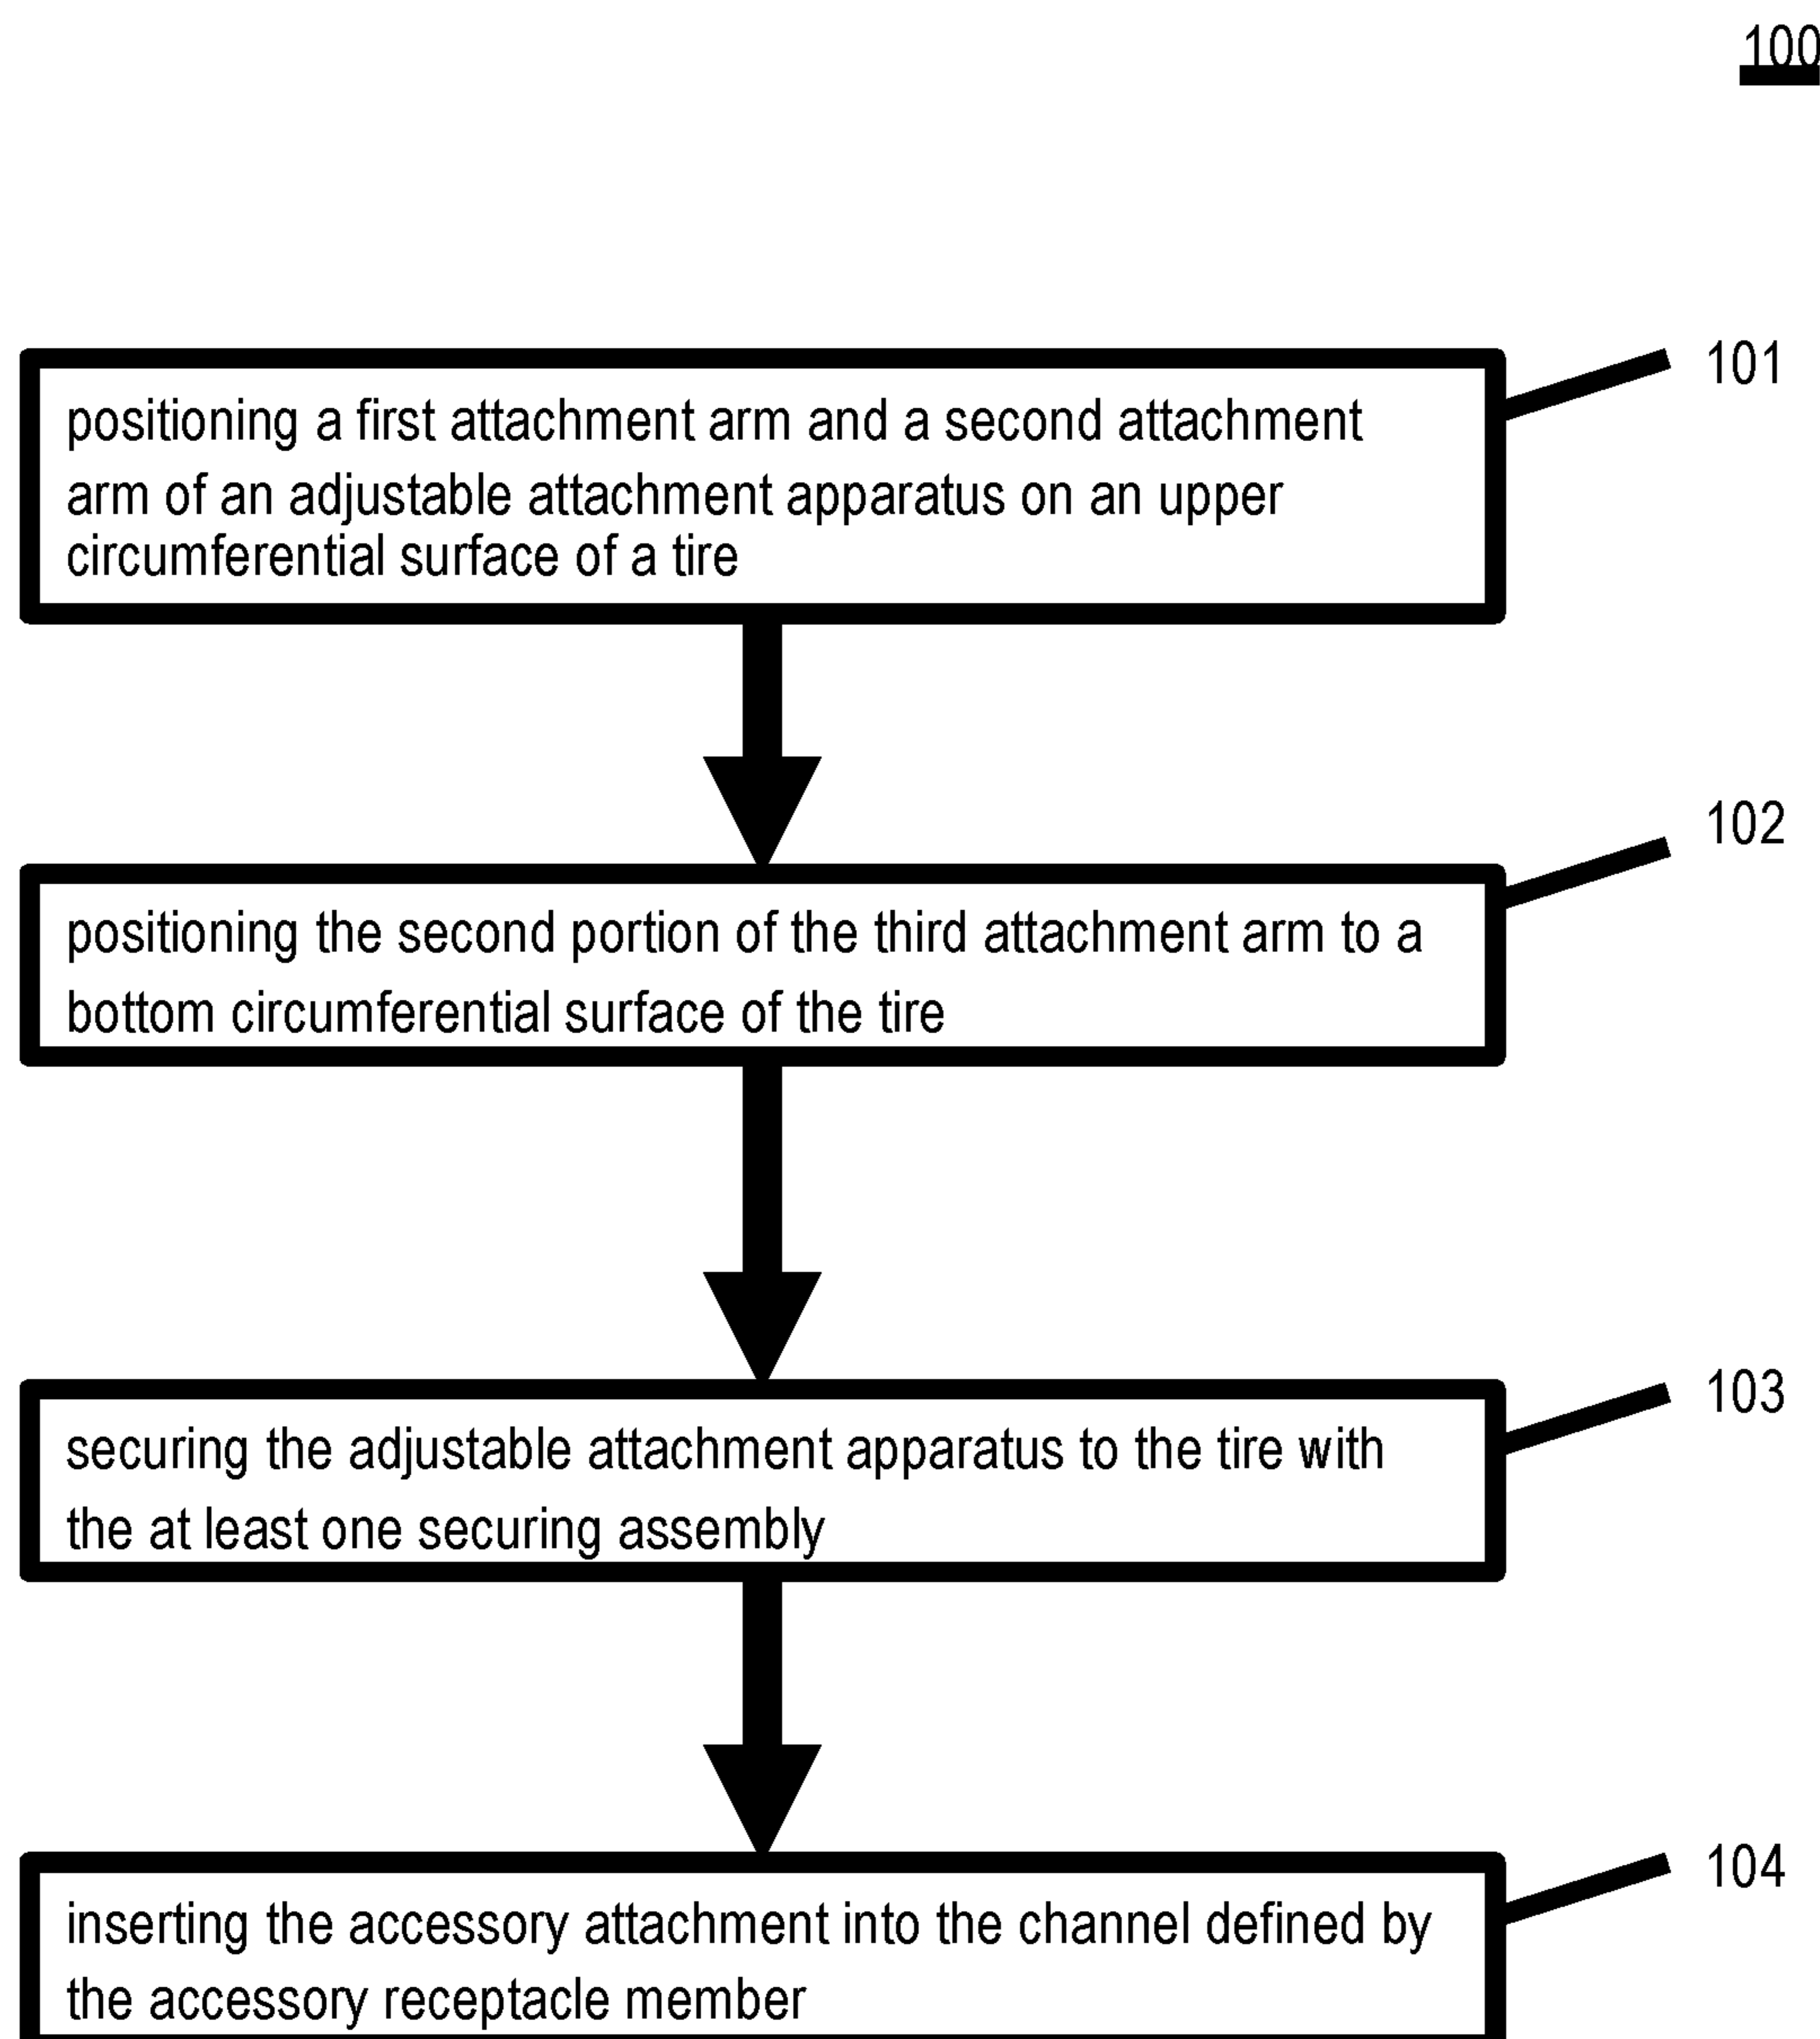 100
101
positioning a first attachment arm and a second attachment
arm of an adjustable attachment apparatus on an upper
circumferential surface of a tire
102
positioning the second portion of the third attachment arm to a
bottom circumferential surface of the tire
103
securing the adjustable attachment apparatus to the tire with
the at least one securing assembly
104
inserting the accessory attachment into the channel defined by
the accessory receptacle member